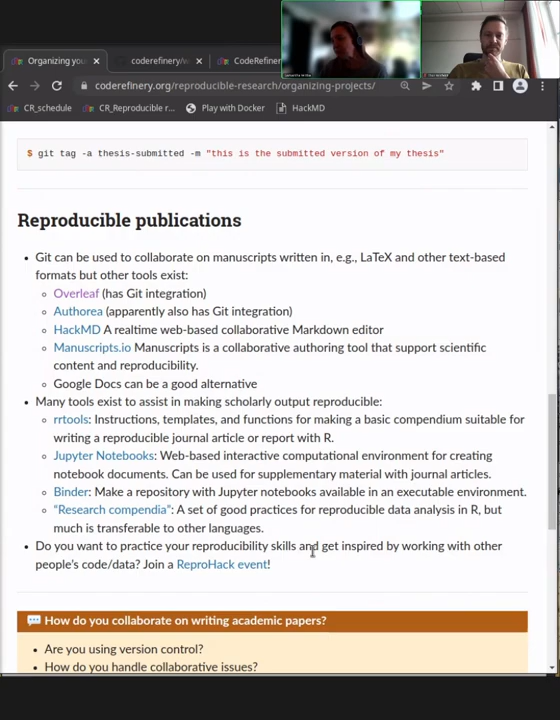 Organizing you
coderefinery/w
CodeRefiner
coderefinery.org/reproducible-research/organizing-projects/
CR_schedule
CR_Reproducible r...
Play with Docker
HackMD
$ git tag -a thesis-submitted -m "this is the submitted version of my thesis"
Reproducible publications
Git can be used to collaborate on manuscripts written in, e.g., LaTeX and other text-based
formats but other tools exist:
Overleaf (has Git integration)
Authorea (apparently also has Git integration)
HackMD A realtime web-based collaborative Markdown editor
Manuscripts.io Manuscripts is a collaborative authoring tool that support scientific
content and reproducibility.
Google Docs can be a good alternative
Many tools exist to assist in making scholarly output reproducible:
rrtools: Instructions, templates, and functions for making a basic compendium suitable for
writing a reproducible journal article or report with R.
Jupyter Notebooks: Web-based interactive computational environment for creating
notebook documents. Can be used for supplementary material with journal articles.
Binder: Make a repository with Jupyter notebooks available in an executable environment.
"Research compendia": A set of good practices for reproducible data analysis in R, but
much is transferable to other languages.
Do you want to practice your reproducibility skills and get inspired by working with other
people's code/data? Join a ReproHack event!
How do you collaborate on writing academic papers?
Are you using version control?
How do you handle collaborative issues?